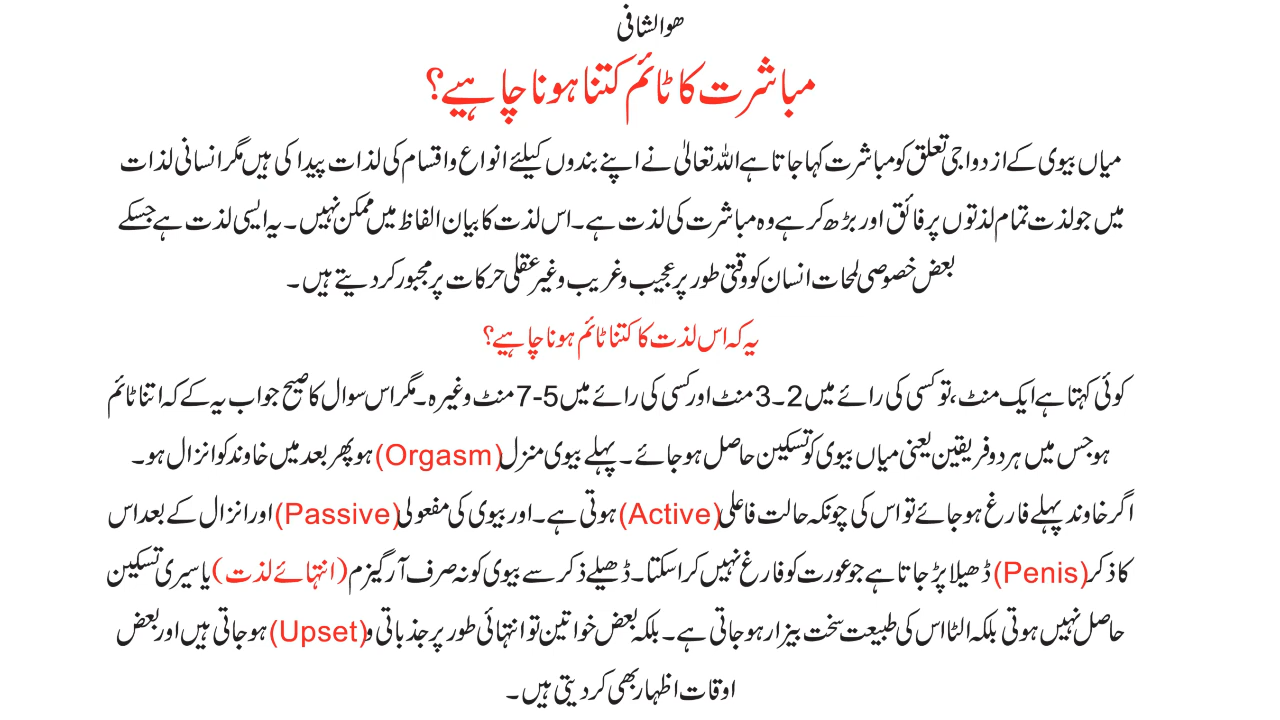 ھوالشافی
مباشرت کا ٹائم کتنا ہونا چاہیے؟
میاں بیوی کے ازدواجی تعلق کو مباشرت کہا جاتا ہے اللہ تعالیٰ نے اپنے بندوں کیلئے انواع و اقسام کی لذات پیدا کی ہیں مگر انسانی لذات
میں جو لذت تمام لذتوں پر فائق اور بڑھ کر ہے وہ مباشرت کی لذت ہے۔ اس لذت کا بیان الفاظ میں ممکن نہیں۔ یہ ایسی لذت ہے جسکے
بعض خصوصی لمحات انسان کو وقتی طور پر عجیب و غریب و غیر عقلی حرکات پر مجبور کر دیتے ہیں۔
یہ کہ اس لذت کا کتنا ٹائم ہونا چاہیے؟
کوئی کہتا ہے ایک منٹ، تو کسی کی رائے میں 2۔3 منٹ اور کسی کی رائے میں 5-7 منٹ وغیرہ۔ مگر اس سوال کا صحیح جواب یہ کے کہ اتنا ٹائم
ہو جس میں ہر دو فریقین یعنی میاں بیوی کو تسکین حاصل ہو جائے۔ پہلے بیوی منزل (Orgasm) ہو پھر بعد میں خاوند کو انزال ہو۔
اگر خاوند پہلے فارغ ہو جائے تو اس کی چونکہ حالت فاعلی (Active) ہوتی ہے۔ اور بیوی کی مفعولی (Passive) اور انزال کے بعد اس
کا ذکر (Penis) ڈھیلا پڑ جاتا ہے جو عورت کو فارغ نہیں کرا سکتا۔ ڈھیلے ذکر سے بیوی کو نہ صرف آرگیزم (انتہائے لذت) یا سیری تسکین
حاصل نہیں ہوتی بلکہ الٹا اس کی طبیعت سخت بیزار ہو جاتی ہے۔ بلکہ بعض خواتین تو انتہائی طور پر جذباتی و (Upset) ہو جاتی ہیں اور بعض
اوقات اظہار بھی کر دیتی ہیں۔